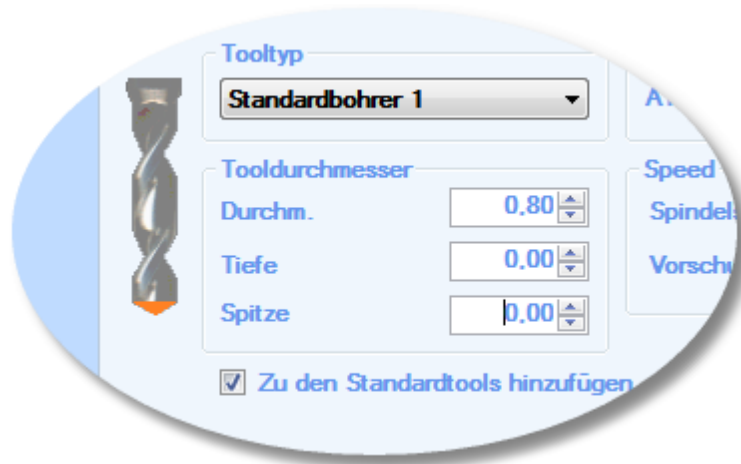 Tooltyp
Standardbohrer 1
Tooldurchmesser
Durchm. 0,80
Tiefe 0,00
Spitze 0,00
Zu den Standardtools hinzufügen
Speed